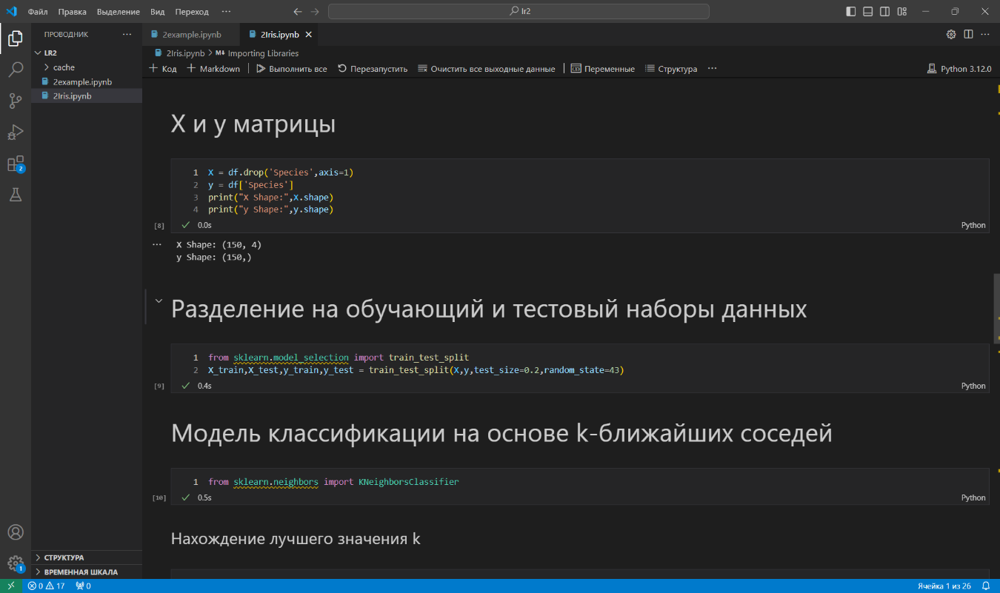 Файл Правка Выделение Вид Переход ··· lr2
ПРОВОДНИК ··· 2example.ipynb 2Iris.ipynb
LR2
cache
2example.ipynb
2Iris.ipynb
2Iris.ipynb > M↓ Importing Libraries
+ Код + Markdown Выполнить все Перезапустить Очистить все выходные данные Переменные Структура ··· Python 3.12.0
X и y матрицы
1 X = df.drop('Species',axis=1)
2 y = df['Species']
3 print("X Shape:",X.shape)
4 print("y Shape:",y.shape)
[8] 0.0s Python
··· X Shape: (150, 4)
y Shape: (150,)
Разделение на обучающий и тестовый наборы данных
1 from sklearn.model_selection import train_test_split
2 X_train,X_test,y_train,y_test = train_test_split(X,y,test_size=0.2,random_state=43)
[9] 0.4s Python
Модель классификации на основе k-ближайших соседей
1 from sklearn.neighbors import KNeighborsClassifier
[10] 0.5s Python
Нахождение лучшего значения k
2
1
СТРУКТУРА
ВРЕМЕННАЯ ШКАЛА
0 17 0 Ячейка 1 из 26